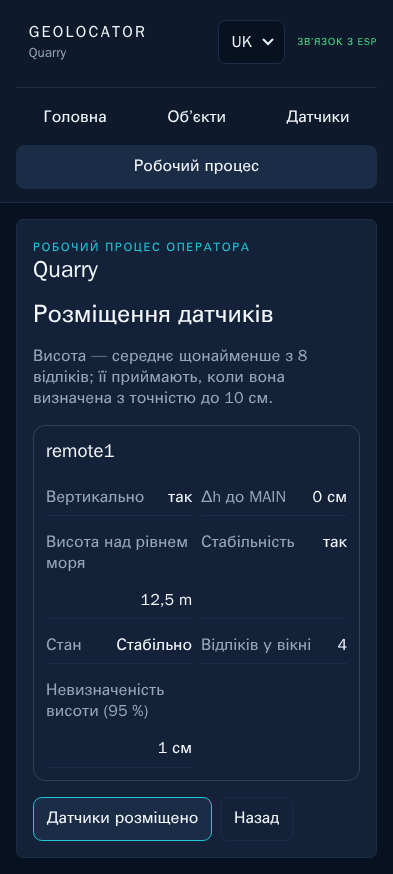 GEOLOCATOR
Quarry
UK
ЗВ'ЯЗОК З ESP
Головна
Об'єкти
Датчики
Робочий процес
РОБОЧИЙ ПРОЦЕС ОПЕРАТОРА
Quarry
Розміщення датчиків
Висота — середнє щонайменше з 8
відліків; її приймають, коли вона
визначена з точністю до 10 см.
remote1
Вертикально так
Δh до MAIN 0 см
Висота над рівнем
моря
12,5 m
Стабільність так
Стан Стабільно
Відліків у вікні 4
Невизначеність
висоти (95 %)
1 см
Датчики розміщено
Назад